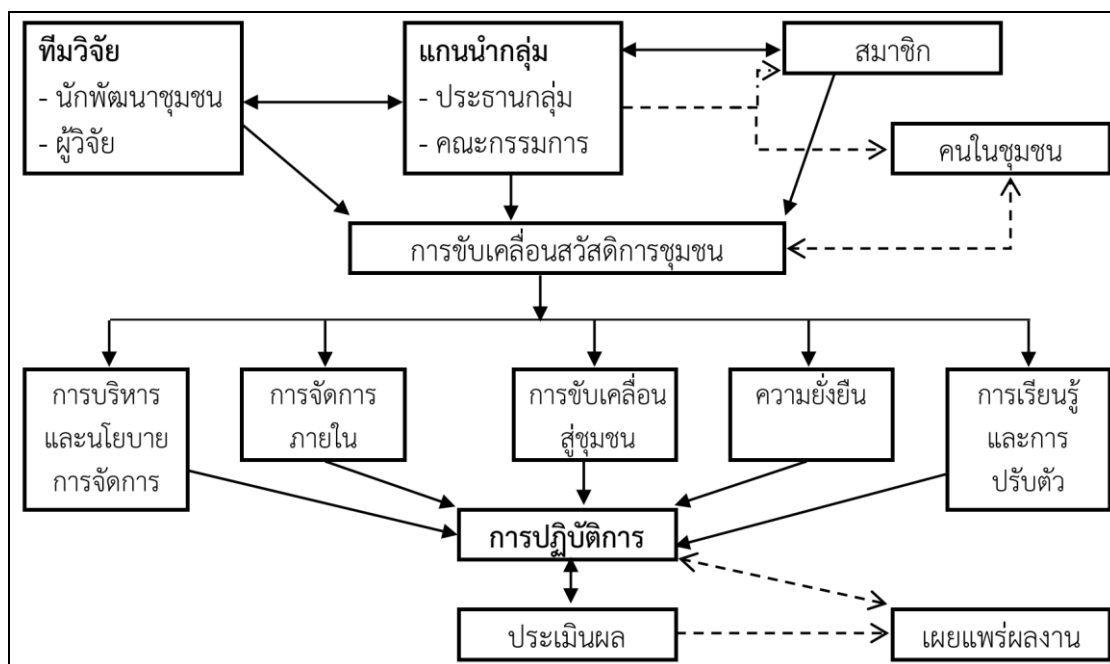 ทีมวิจัย
- นักพัฒนาชุมชน
- ผู้วิจัย
แกนนำกลุ่ม
- ประธานกลุ่ม
- คณะกรรมการ
สมาชิก
คนในชุมชน
การขับเคลื่อนสวัสดิการชุมชน
การบริหาร
และนโยบาย
การจัดการ
การจัดการ
ภายใน
การขับเคลื่อน
สู่ชุมชน
ความยั่งยืน
การเรียนรู้
และการ
ปรับตัว
การปฏิบัติการ
ประเมินผล
เผยแพร่ผลงาน